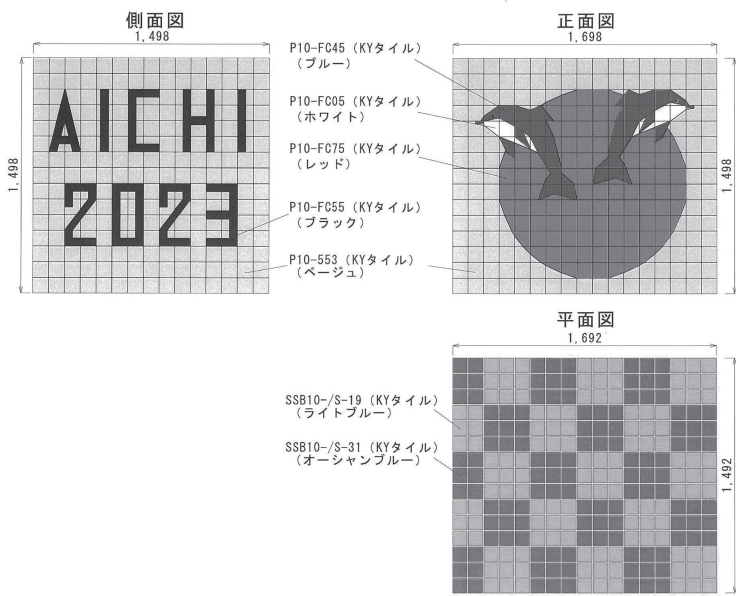 側面図
1,498
1,498
AICHI
2023
P10-FC45 (KYタイル)
(ブルー)
P10-FC05 (KYタイル)
(ホワイト)
P10-FC75 (KYタイル)
(レッド)
P10-FC55 (KYタイル)
(ブラック)
P10-553 (KYタイル)
(ベージュ)
正面図
1,698
1,498
平面図
1,692
SSB10-/S-19 (KYタイル)
(ライトブルー)
SSB10-/S-31 (KYタイル)
(オーシャンブルー)
1,492